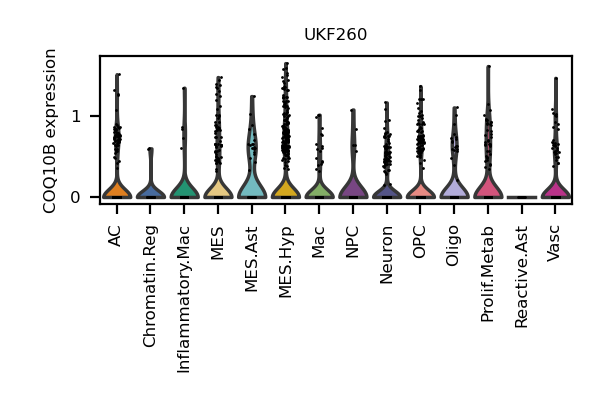 UKF260
COQ10B expression
1
0
AC
Chromatin.Reg
Inflammatory.Mac
MES
MES.Ast
MES.Hyp
Mac
NPC
Neuron
OPC
Oligo
Prolif.Metab
Reactive.Ast
Vasc